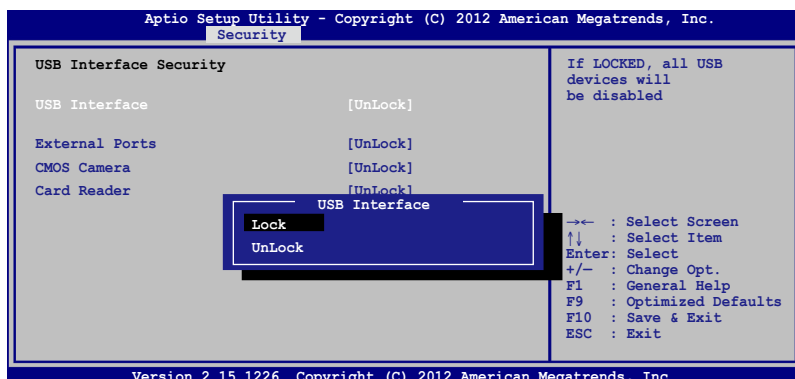 Aptio Setup Utility - Copyright (C) 2012 American Megatrends, Inc.
Security
USB Interface Security
USB Interface [UnLock]
External Ports [UnLock]
CMOS Camera [UnLock]
Card Reader [UnLock]
USB Interface
Lock
UnLock
If LOCKED, all USB
devices will
be disabled
→← : Select Screen
↑↓ : Select Item
Enter: Select
+/— : Change Opt.
F1 : General Help
F9 : Optimized Defaults
F10 : Save & Exit
ESC : Exit
Version 2.15.1226. Copyright (C) 2012 American Megatrends, Inc.